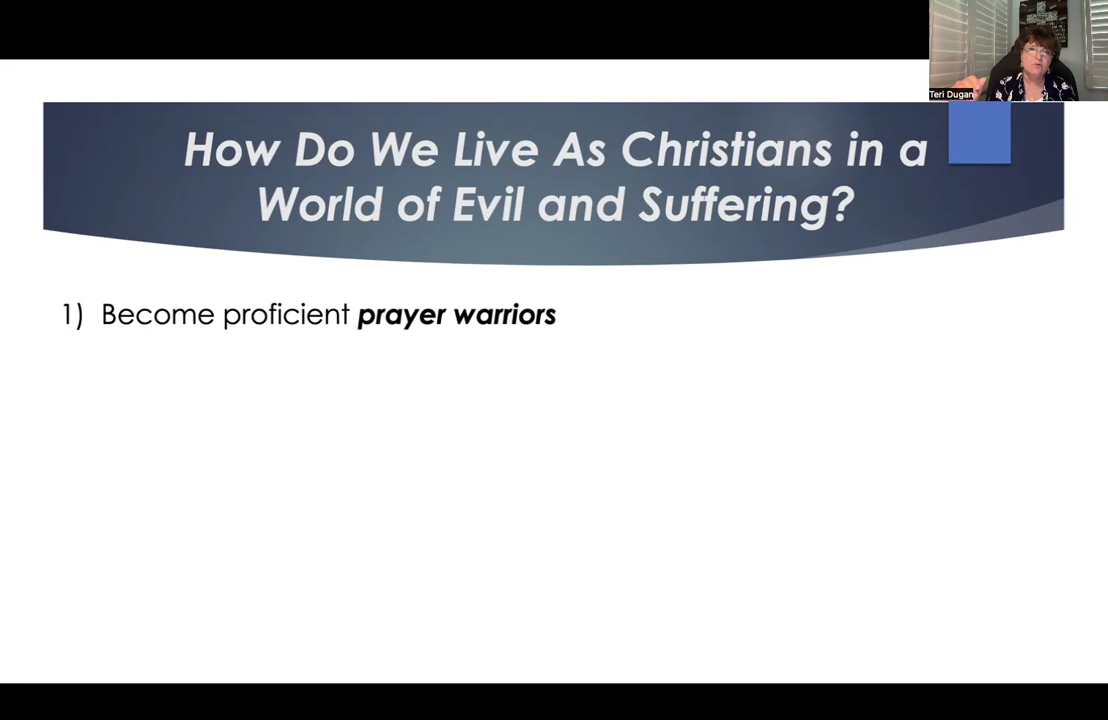 Teri Dugan
How Do We Live As Christians in a
World of Evil and Suffering?
1) Become proficient prayer warriors